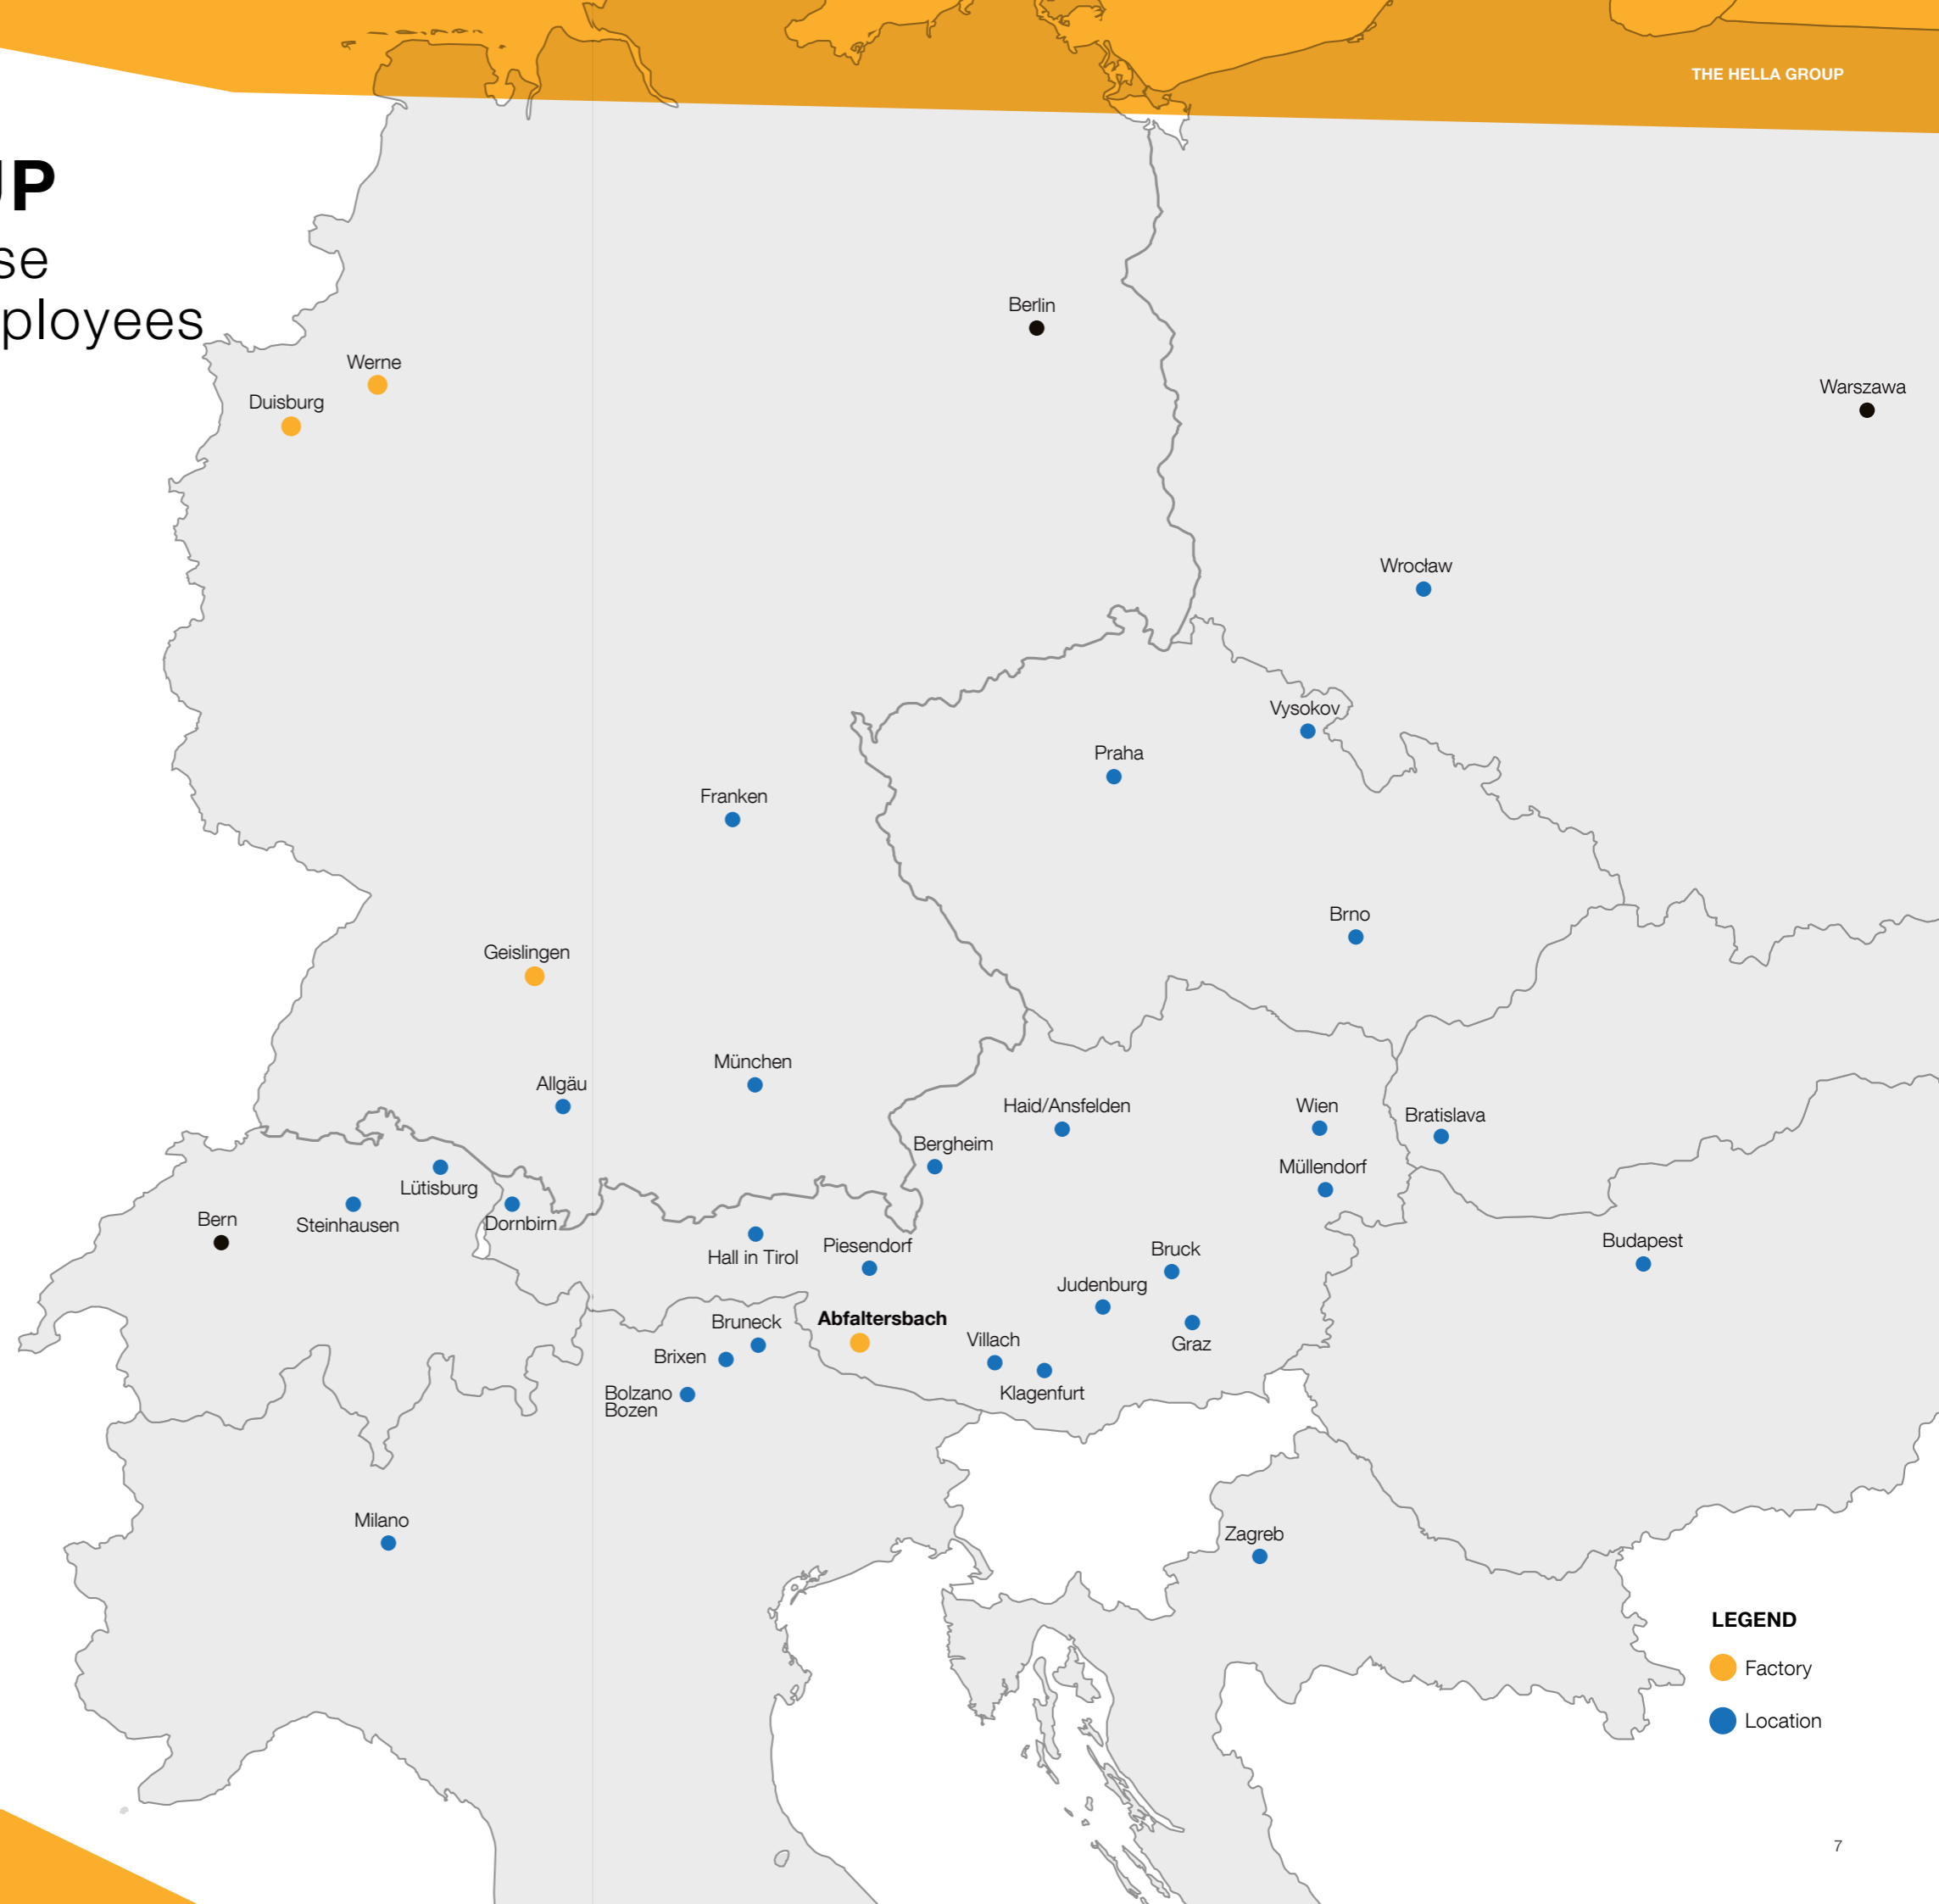 THE HELLA GROUP
UP
se
ployees
Berlin
Werne
Warszawa
Duisburg
Wrocław
Vysokov
Praha
Franken
Brno
Geislingen
München
Allgäu
Haid/Ansfelden
Wien
Bratislava
Bergheim
Müllendorf
Lütisburg
Bern
Steinhausen
Dornbirn
Budapest
Hall in Tirol
Piesendorf
Bruck
Judenburg
Bruneck
Abfaltersbach
Villach
Graz
Brixen
Klagenfurt
Bolzano
Bozen
Milano
Zagreb
LEGEND
Factory
Location
7